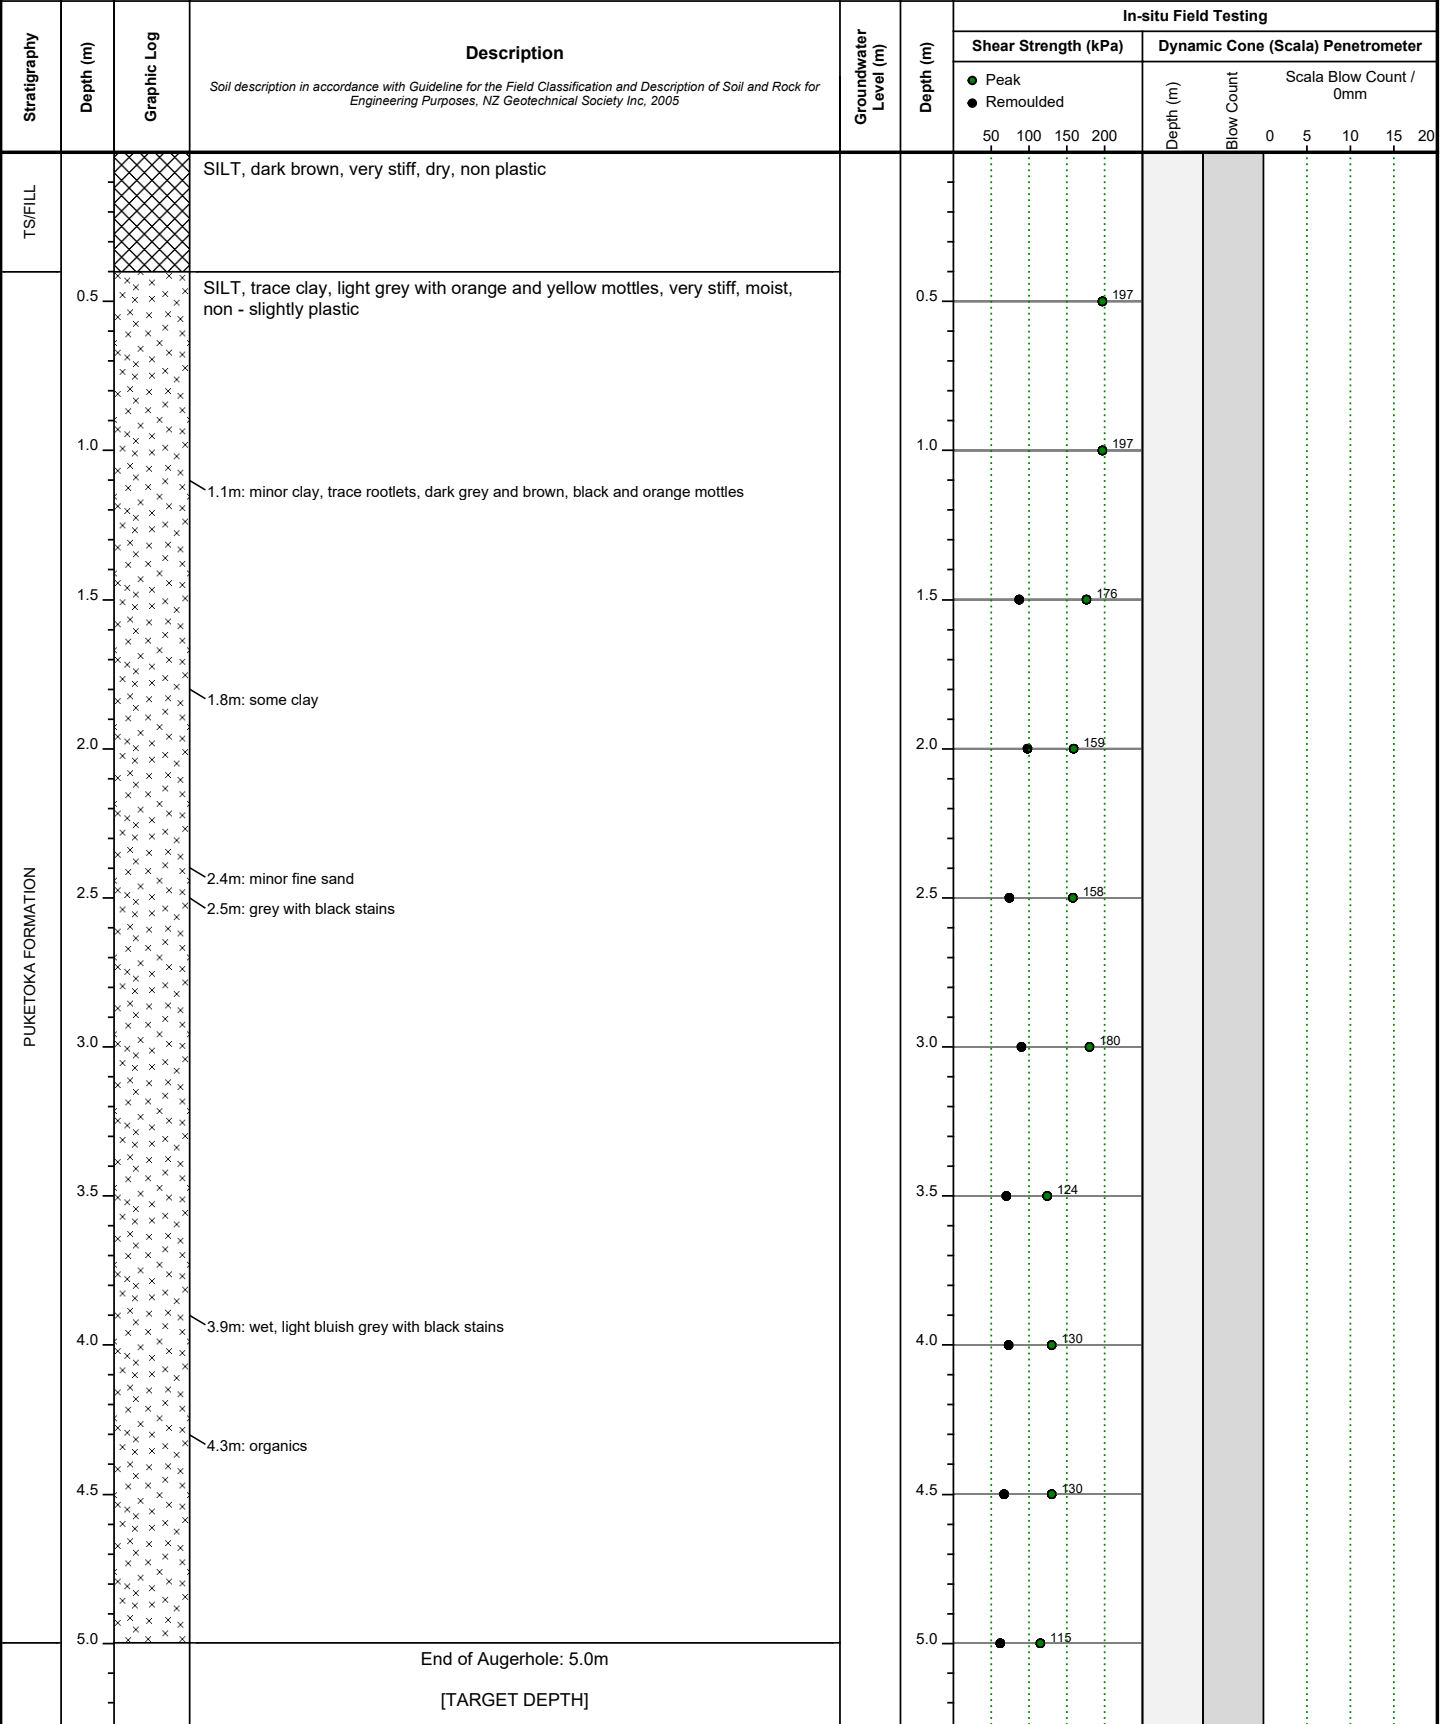 Stratigraphy
Depth (m)
Graphic Log
Description
Soil description in accordance with Guideline for the Field Classification and Description of Soil and Rock for
Engineering Purposes, NZ Geotechnical Society Inc, 2005
Groundwater
Level (m)
Depth (m)
In-situ Field Testing
Shear Strength (kPa)
Dynamic Cone (Scala) Penetrometer
Peak
Remoulded
50 100 150 200
Depth (m)
Blow Count
Scala Blow Count /
0mm
0 5 10 15 20
TS/FILL
SILT, dark brown, very stiff, dry, non plastic
SILT, trace clay, light grey with orange and yellow mottles, very stiff, moist,
non - slightly plastic
0.5 0.5 197
1.0 1.0 197
1.1m: minor clay, trace rootlets, dark grey and brown, black and orange mottles
1.5 1.5 176
1.8m: some clay
2.0 2.0 159
2.4m: minor fine sand
2.5 2.5 158
2.5m: grey with black stains
PUKETOKA FORMATION
3.0 3.0 180
3.5 3.5 124
3.9m: wet, light bluish grey with black stains
4.0 4.0 130
4.3m: organics
4.5 4.5 130
5.0 5.0 115
End of Augerhole: 5.0m
[TARGET DEPTH]